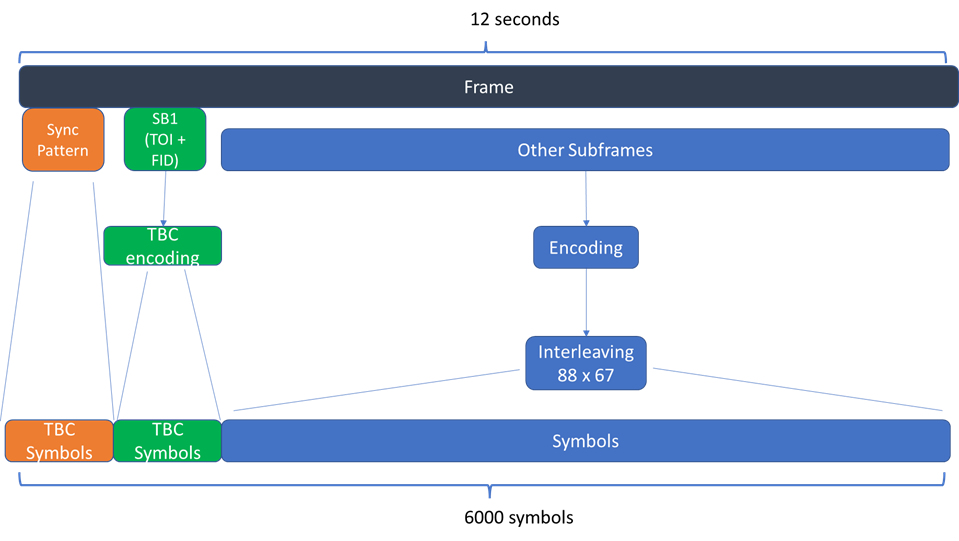 12 seconds
Frame
Sync
Pattern
SB1
(TOI +
FID)
Other Subframes
TBC
encoding
Encoding
Interleaving
88 x 67
TBC
Symbols
TBC
Symbols
Symbols
6000 symbols